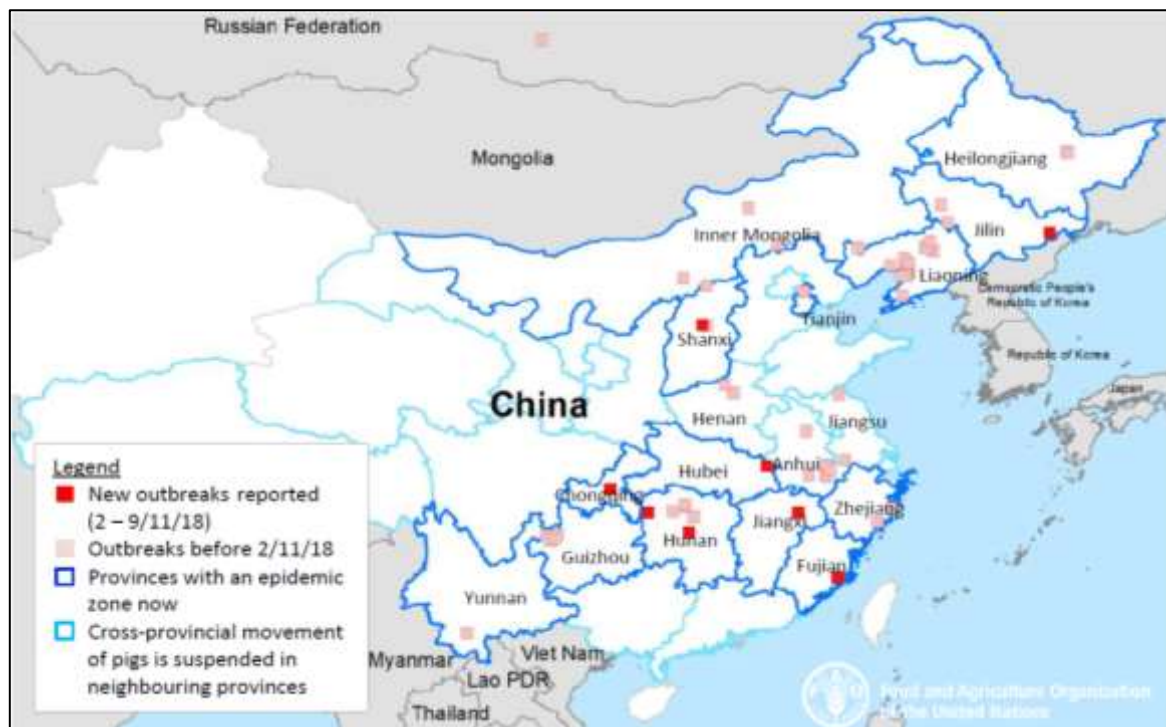 Russian Federation
Mongolia
Heilongjiang
Jilin
Inner Mongolia
Liaoning
Democratic People's
Republic of Korea
Tianjin
Shanxi
Republic of Korea
Japan
China
Henan
Jiangsu
Legend
New outbreaks reported
(2 – 9/11/18)
Outbreaks before 2/11/18
Provinces with an epidemic
zone now
Cross-provincial movement
of pigs is suspended in
neighbouring provinces
Hubei
Anhui
Chongqing
Zhejiang
Jiangxi
Hunan
Guizhou
Fujian
Yunnan
Myanmar
Viet Nam
Lao PDR
Thailand
F A O
Food and Agriculture Organization
of the United Nations